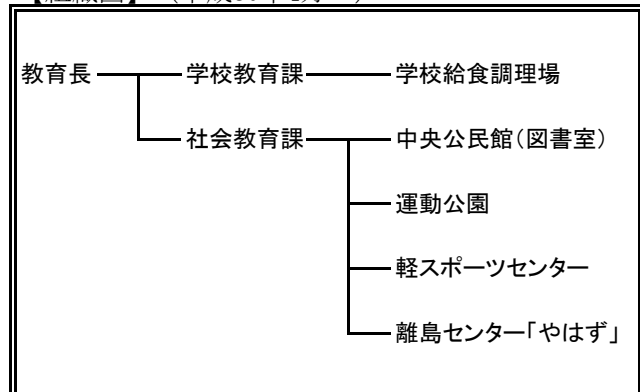 教育長 学校教育課 学校給食調理場
社会教育課 中央公民館(図書室)
運動公園
軽スポーツセンター
離島センター「やはず」